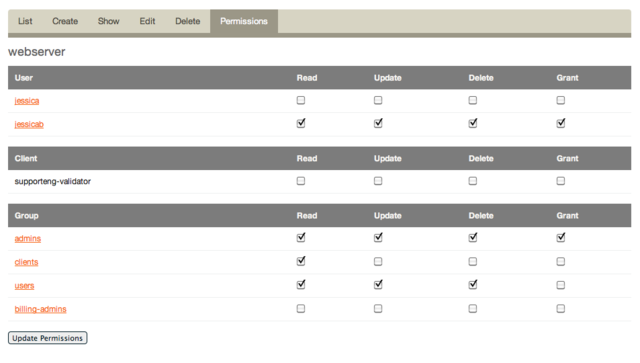 List Create Show Edit Delete Permissions
webserver
User Read Update Delete Grant
jessica
jessicab
Client Read Update Delete Grant
supporteng-validator
Group Read Update Delete Grant
admins
clients
users
billing-admins
Update Permissions